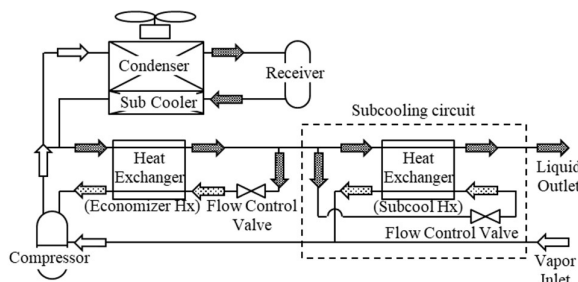 Condenser
Receiver
Sub Cooler
Subcooling circuit
Heat
Exchanger
Heat
Exchanger
Liquid
Outlet
(Economizer Hx)
Flow Control
Valve
(Subcool Hx)
Flow Control Valve
Compressor
Vapor
Inlet